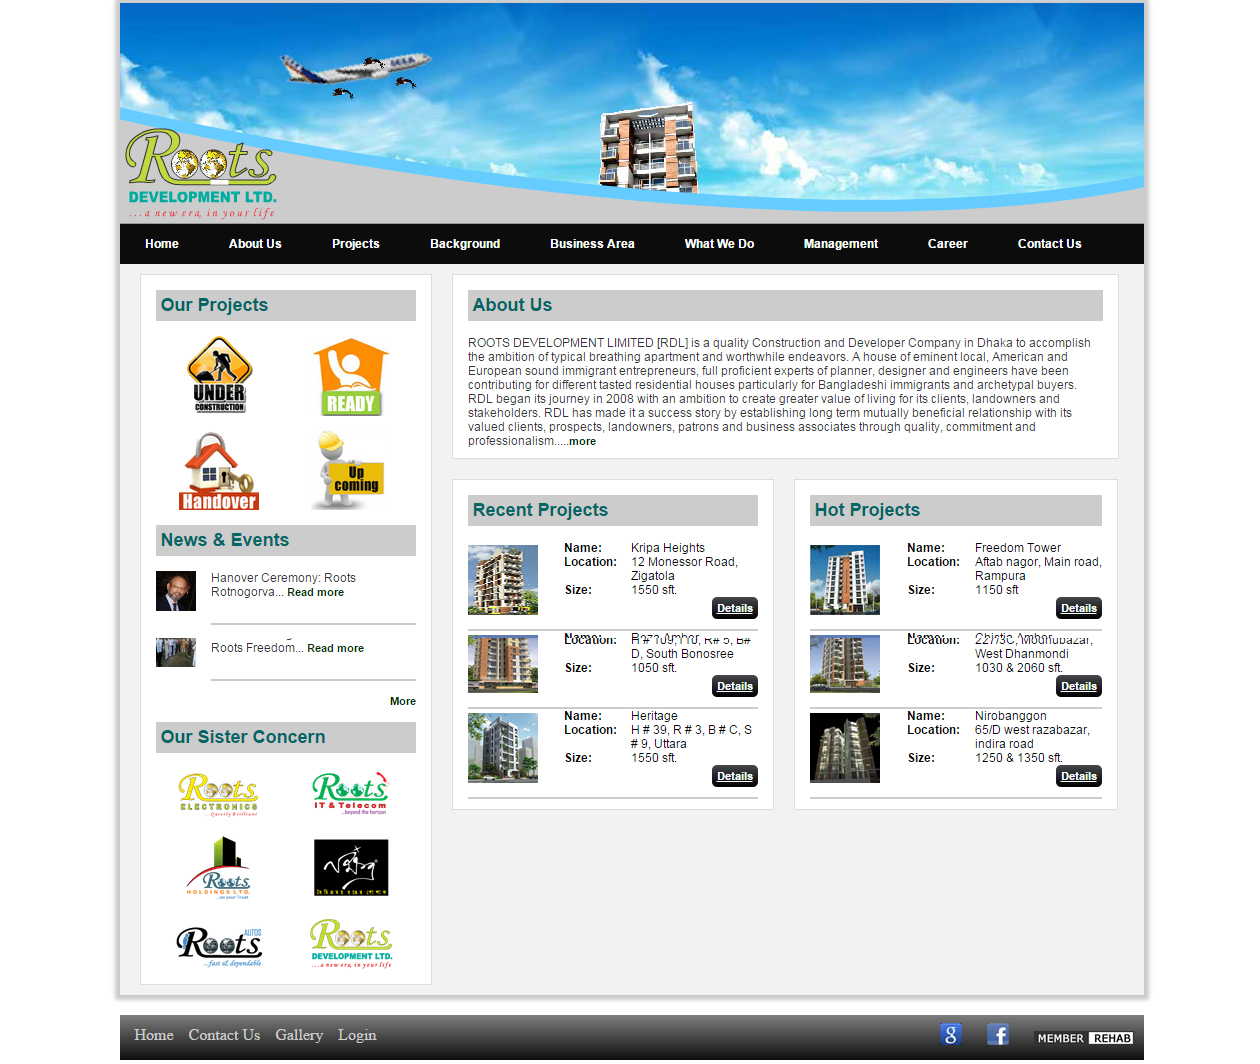 Roots
DEVELOPMENT LTD.
...a new era, in your life
Home About Us Projects Background Business Area What We Do Management Career Contact Us
Our Projects
UNDER
CONSTRUCTION
READY
Handover
Up
coming
News & Events
Hanover Ceremony: Roots
Rotnogorva... Read more
Roots Freedom... Read more
More
Our Sister Concern
Roots
ELECTRONICS
...Quietly Brilliant
Roots
IT & Telecom
...beyond the horizon
Roots
HOLDINGS LTD.
...on your Trust
AUTOS
Roots
...fast & dependable
Roots
DEVELOPMENT LTD.
...a new era, in your life
About Us
ROOTS DEVELOPMENT LIMITED [RDL] is a quality Construction and Developer Company in Dhaka to accomplish
the ambition of typical breathing apartment and worthwhile endeavors. A house of eminent local, American and
European sound immigrant entrepreneurs, full proficient experts of planner, designer and engineers have been
contributing for different tasted residential houses particularly for Bangladeshi immigrants and archetypal buyers.
RDL began its journey in 2008 with an ambition to create greater value of living for its clients, landowners and
stakeholders. RDL has made it a success story by establishing long term mutually beneficial relationship with its
valued clients, prospects, landowners, patrons and business associates through quality, commitment and
professionalism.....more
Recent Projects
Name: Kripa Heights
Location: 12 Monessor Road,
Zigatola
Size: 1550 sft.
Details
Location:
D, South Bonosree
Size: 1050 sft.
Details
Name: Heritage
Location: H # 39, R # 3, B # C, S
# 9, Uttara
Size: 1550 sft.
Details
Hot Projects
Name: Freedom Tower
Location: Aftab nagor, Main road,
Rampura
Size: 1150 sft
Details
Location:
West Dhanmondi
Size: 1030 & 2060 sft.
Details
Name: Nirobanggon
Location: 65/D west razabazar,
indira road
Size: 1250 & 1350 sft.
Details
Home Contact Us Gallery Login
8 f MEMBER REHAB